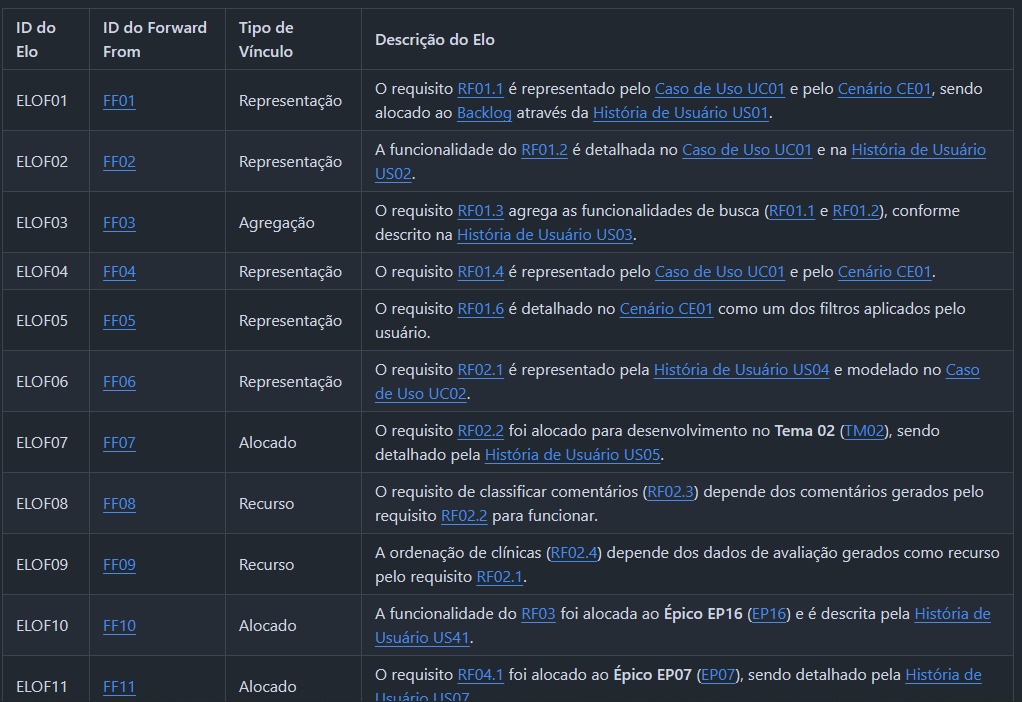 ID do
Elo
ID do Forward
From
Tipo de
Vínculo
Descrição do Elo
ELOF01
FF01
Representação
O requisito RF01.1 é representado pelo Caso de Uso UC01 e pelo Cenário CE01, sendo
alocado ao Backlog através da História de Usuário US01.
ELOF02
FF02
Representação
A funcionalidade do RF01.2 é detalhada no Caso de Uso UC01 e na História de Usuário
US02.
ELOF03
FF03
Agregação
O requisito RF01.3 agrega as funcionalidades de busca (RF01.1 e RF01.2), conforme
descrito na História de Usuário US03.
ELOF04
FF04
Representação
O requisito RF01.4 é representado pelo Caso de Uso UC01 e pelo Cenário CE01.
ELOF05
FF05
Representação
O requisito RF01.6 é detalhado no Cenário CE01 como um dos filtros aplicados pelo
usuário.
ELOF06
FF06
Representação
O requisito RF02.1 é representado pela História de Usuário US04 e modelado no Caso
de Uso UC02.
ELOF07
FF07
Alocado
O requisito RF02.2 foi alocado para desenvolvimento no Tema 02 (TM02), sendo
detalhado pela História de Usuário US05.
ELOF08
FF08
Recurso
O requisito de classificar comentários (RF02.3) depende dos comentários gerados pelo
requisito RF02.2 para funcionar.
ELOF09
FF09
Recurso
A ordenação de clínicas (RF02.4) depende dos dados de avaliação gerados como recurso
pelo requisito RF02.1.
ELOF10
FF10
Alocado
A funcionalidade do RF03 foi alocada ao Épico EP16 (EP16) e é descrita pela História de
Usuário US41.
ELOF11
FF11
Alocado
O requisito RF04.1 foi alocado ao Épico EP07 (EP07), sendo detalhado pela História de
Usuário US07